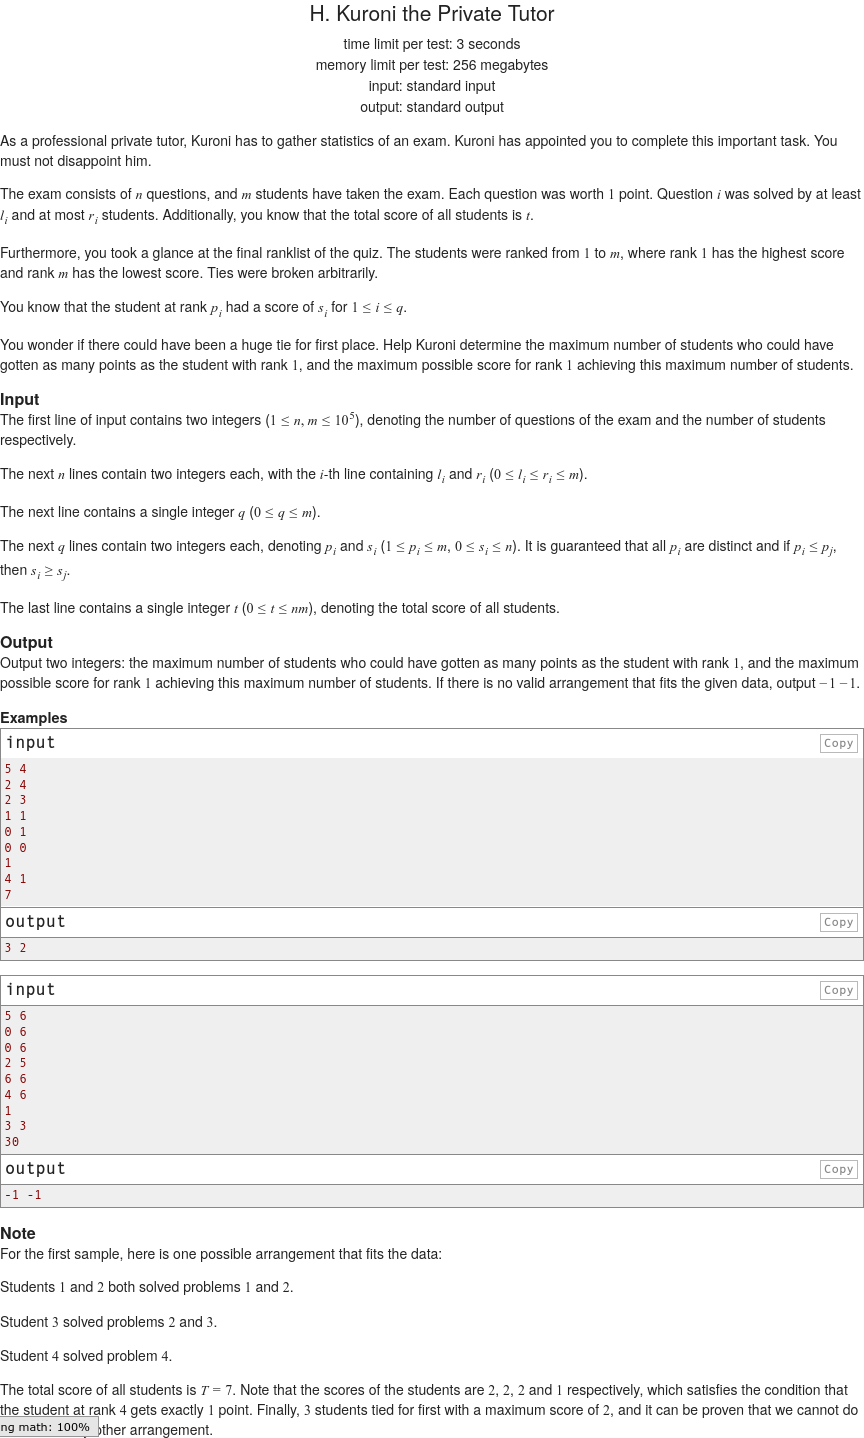 H. Kuroni the Private Tutor
time limit per test: 3 seconds
memory limit per test: 256 megabytes
input: standard input
output: standard output
As a professional private tutor, Kuroni has to gather statistics of an exam. Kuroni has appointed you to complete this important task. You
must not disappoint him.
The exam consists of n questions, and m students have taken the exam. Each question was worth 1 point. Question i was solved by at least
l_i and at most r_i students. Additionally, you know that the total score of all students is t.
Furthermore, you took a glance at the final ranklist of the quiz. The students were ranked from 1 to m, where rank 1 has the highest score
and rank m has the lowest score. Ties were broken arbitrarily.
You know that the student at rank p_i had a score of s_i for 1 ≤ i ≤ q.
You wonder if there could have been a huge tie for first place. Help Kuroni determine the maximum number of students who could have
gotten as many points as the student with rank 1, and the maximum possible score for rank 1 achieving this maximum number of students.
Input
The first line of input contains two integers (1 ≤ n, m ≤ 10^5), denoting the number of questions of the exam and the number of students
respectively.
The next n lines contain two integers each, with the i-th line containing l_i and r_i (0 ≤ l_i ≤ r_i ≤ m).
The next line contains a single integer q (0 ≤ q ≤ m).
The next q lines contain two integers each, denoting p_i and s_i (1 ≤ p_i ≤ m, 0 ≤ s_i ≤ n). It is guaranteed that all p_i are distinct and if p_i ≤ p_j,
then s_i ≥ s_j.
The last line contains a single integer t (0 ≤ t ≤ nm), denoting the total score of all students.
Output
Output two integers: the maximum number of students who could have gotten as many points as the student with rank 1, and the maximum
possible score for rank 1 achieving this maximum number of students. If there is no valid arrangement that fits the given data, output −1 −1.
Examples
input
Copy
5 4
2 4
2 3
1 1
0 1
0 0
1
4 1
7
output
Copy
3 2
input
Copy
5 6
0 6
0 6
2 5
6 6
4 6
1
3 3
30
output
Copy
-1 -1
Note
For the first sample, here is one possible arrangement that fits the data:
Students 1 and 2 both solved problems 1 and 2.
Student 3 solved problems 2 and 3.
Student 4 solved problem 4.
The total score of all students is T = 7. Note that the scores of the students are 2, 2, 2 and 1 respectively, which satisfies the condition that
the student at rank 4 gets exactly 1 point. Finally, 3 students tied for first with a maximum score of 2, and it can be proven that we cannot do
ng math: 100%
other arrangement.